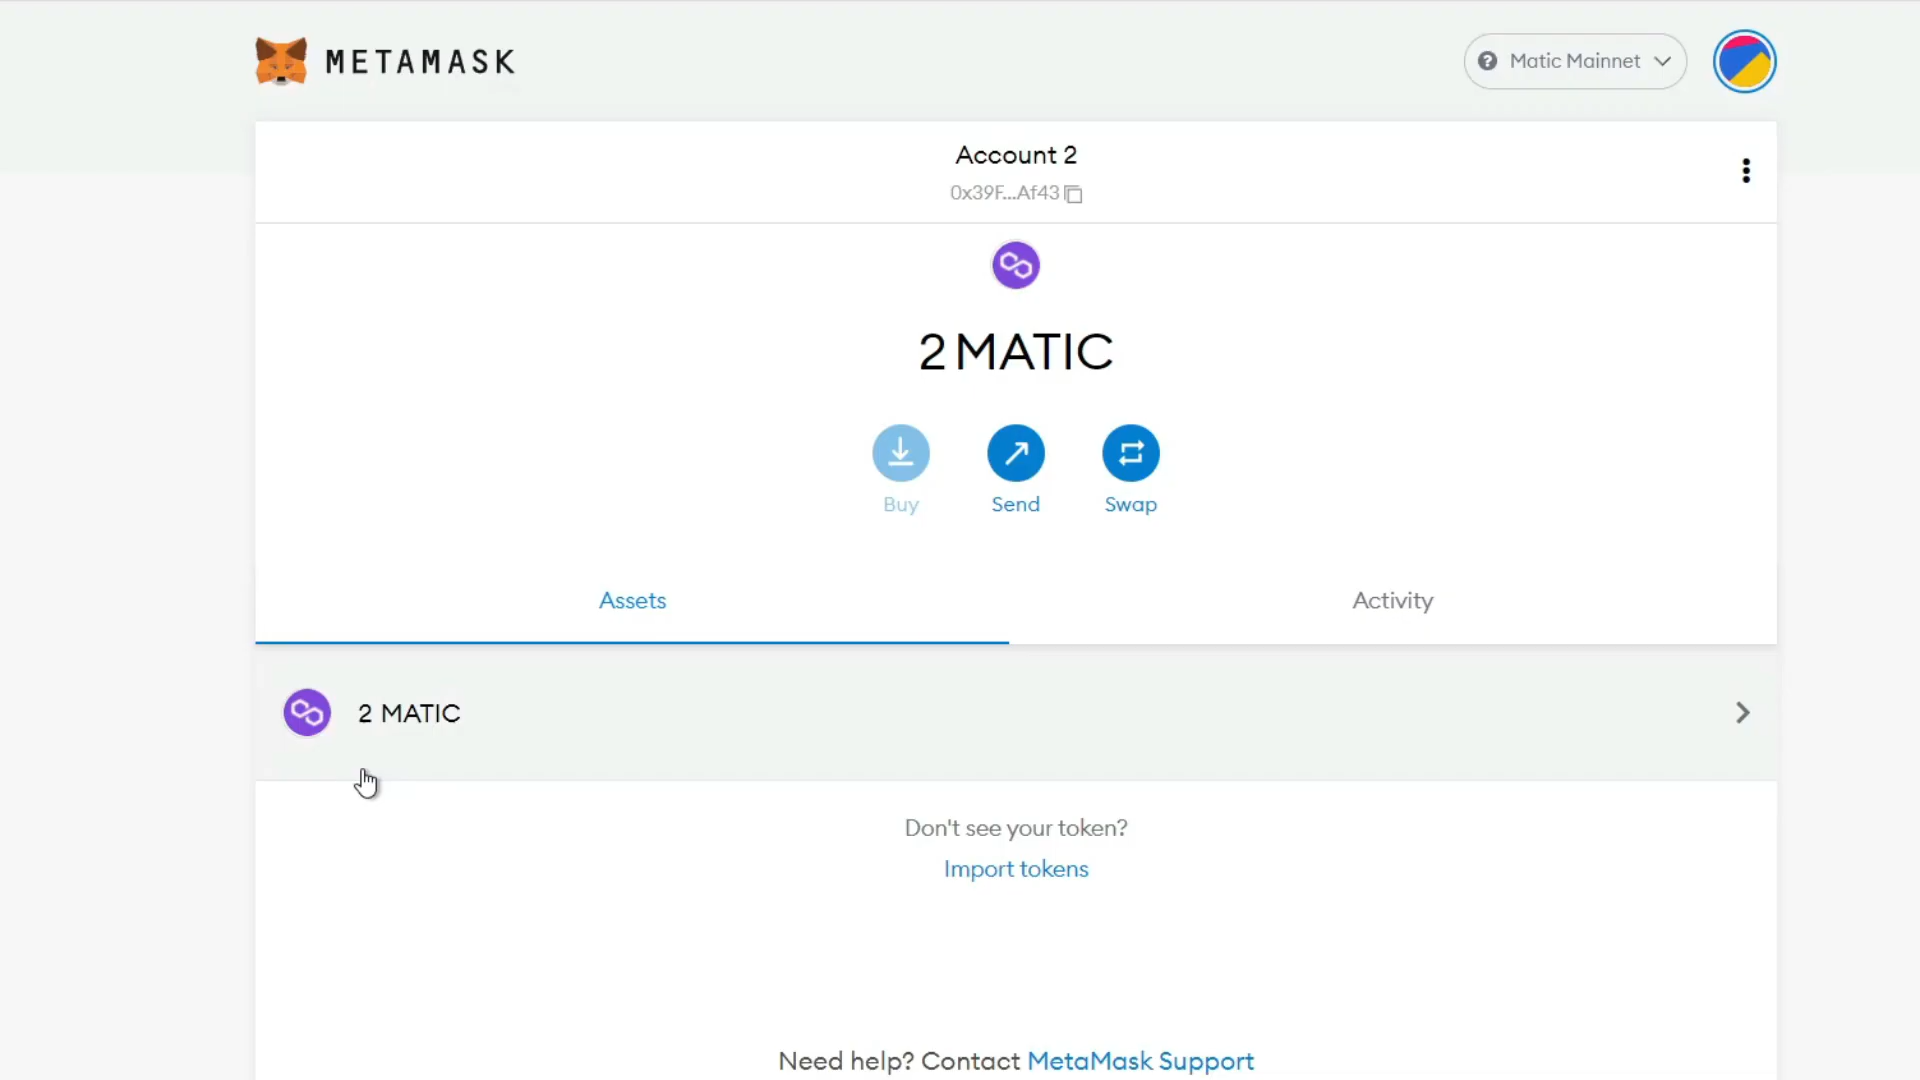 METAMASK
Matic Mainnet
Account 2
0x39F...Af43
2 MATIC
Buy
Send
Swap
Assets
Activity
2 MATIC
Don't see your token?
Import tokens
Need help? Contact MetaMask Support